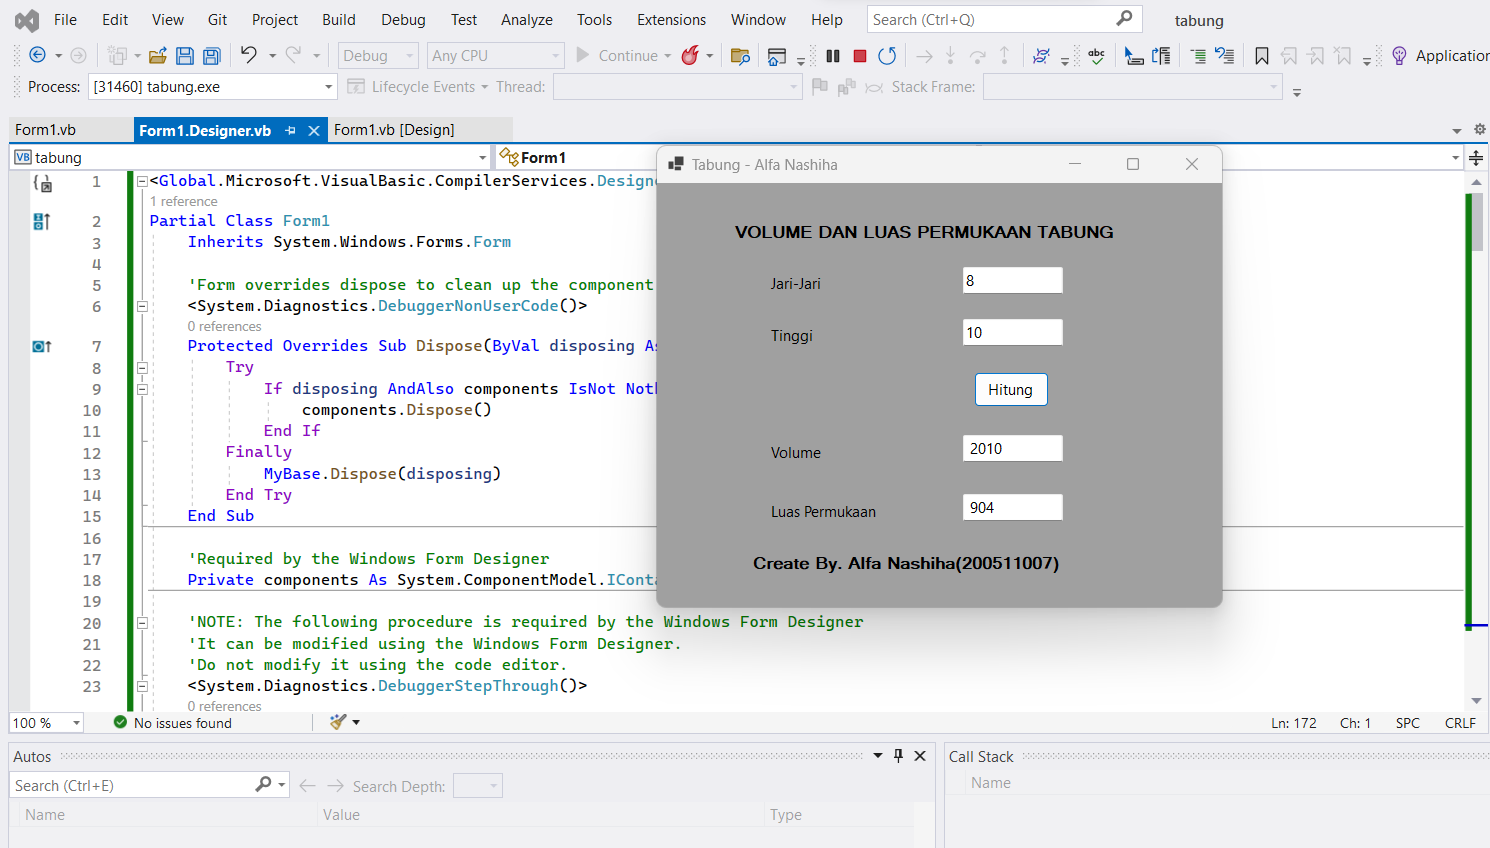 File Edit View Git Project Build Debug Test Analyze Tools Extensions Window Help Search (Ctrl+Q) tabung
Debug Any CPU Continue abc Application
Process: [31460] tabung.exe Lifecycle Events Thread: Stack Frame:
Form1.vb Form1.Designer.vb Form1.vb [Design]
VB tabung Form1
1 <Global.Microsoft.VisualBasic.CompilerServices.Designe
1 reference
2 Partial Class Form1
3 Inherits System.Windows.Forms.Form
4
5 'Form overrides dispose to clean up the component
6 <System.Diagnostics.DebuggerNonUserCode()>
0 references
7 Protected Overrides Sub Dispose(ByVal disposing As
8 Try
9 If disposing AndAlso components IsNot Noth
10 components.Dispose()
11 End If
12 Finally
13 MyBase.Dispose(disposing)
14 End Try
15 End Sub
16
17 'Required by the Windows Form Designer
18 Private components As System.ComponentModel.IConta
19
20 'NOTE: The following procedure is required by the Windows Form Designer
21 'It can be modified using the Windows Form Designer.
22 'Do not modify it using the code editor.
23 <System.Diagnostics.DebuggerStepThrough()>
0 references
Tabung - Alfa Nashiha
VOLUME DAN LUAS PERMUKAAN TABUNG
Jari-Jari 8
Tinggi 10
Hitung
Volume 2010
Luas Permukaan 904
Create By. Alfa Nashiha(200511007)
100 % No issues found Ln: 172 Ch: 1 SPC CRLF
Autos
Search (Ctrl+E) Search Depth:
Name Value Type
Call Stack
Name